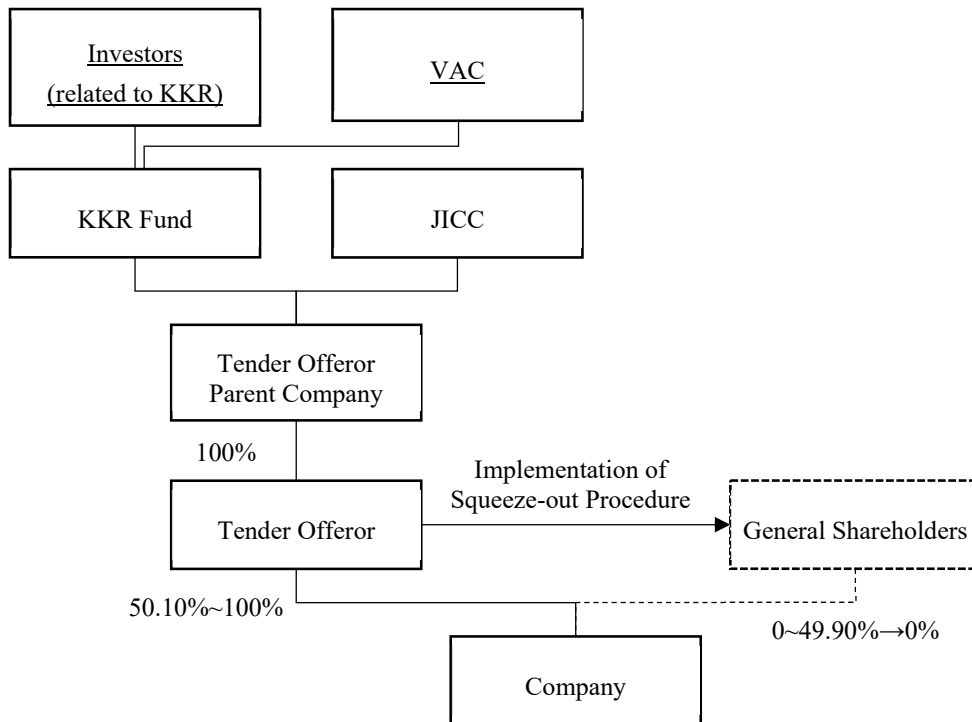 Investors
(related to KKR)
VAC
KKR Fund
JICC
Tender Offeror
Parent Company
100%
Implementation of
Squeeze-out Procedure
Tender Offeror
General Shareholders
50.10%~100%
0~49.90%→0%
Company